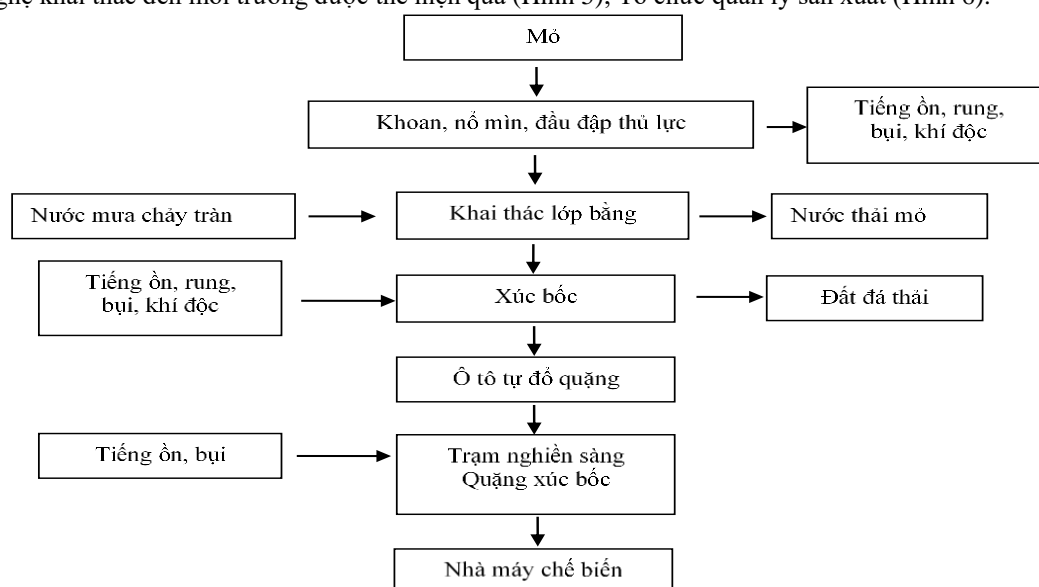 nghệ khai thác đến môi trường được thể hiện qua (Hình 5), Tổ chức quản lý sản xuất (Hình 6).
Mỏ
Khoan, nổ mìn, đầu đập thủ lực
Tiếng ồn, rung,
bụi, khí độc
Nước mưa chảy tràn
Khai thác lớp bằng
Nước thải mỏ
Tiếng ồn, rung,
bụi, khí độc
Xúc bốc
Đất đá thải
Ô tô tự đổ quặng
Tiếng ồn, bụi
Trạm nghiền sàng
Quặng xúc bốc
Nhà máy chế biến